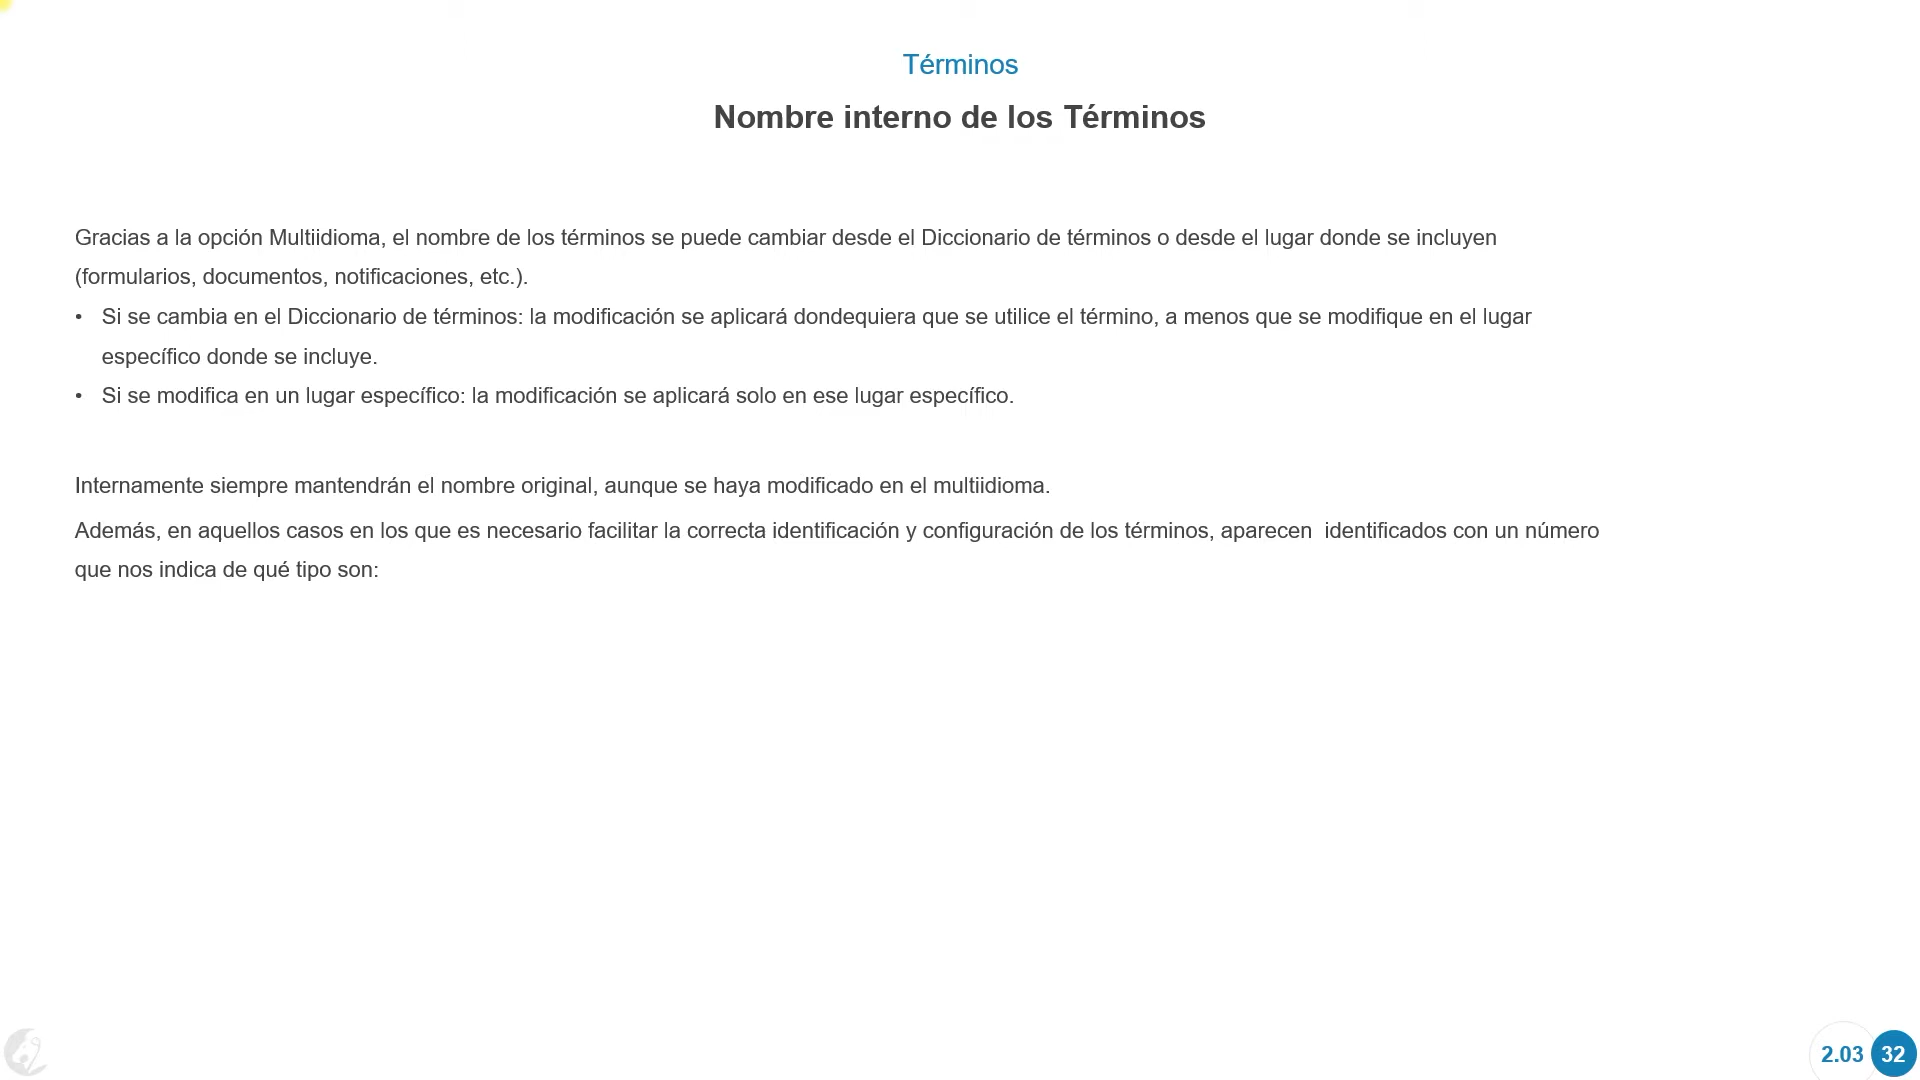 Términos
Nombre interno de los Términos
Gracias a la opción Multiidioma, el nombre de los términos se puede cambiar desde el Diccionario de términos o desde el lugar donde se incluyen
(formularios, documentos, notificaciones, etc.).
• Si se cambia en el Diccionario de términos: la modificación se aplicará dondequiera que se utilice el término, a menos que se modifique en el lugar
específico donde se incluye.
• Si se modifica en un lugar específico: la modificación se aplicará solo en ese lugar específico.
Internamente siempre mantendrán el nombre original, aunque se haya modificado en el multiidioma.
Además, en aquellos casos en los que es necesario facilitar la correcta identificación y configuración de los términos, aparecen  identificados con un número
que nos indica de qué tipo son:
2.03 32